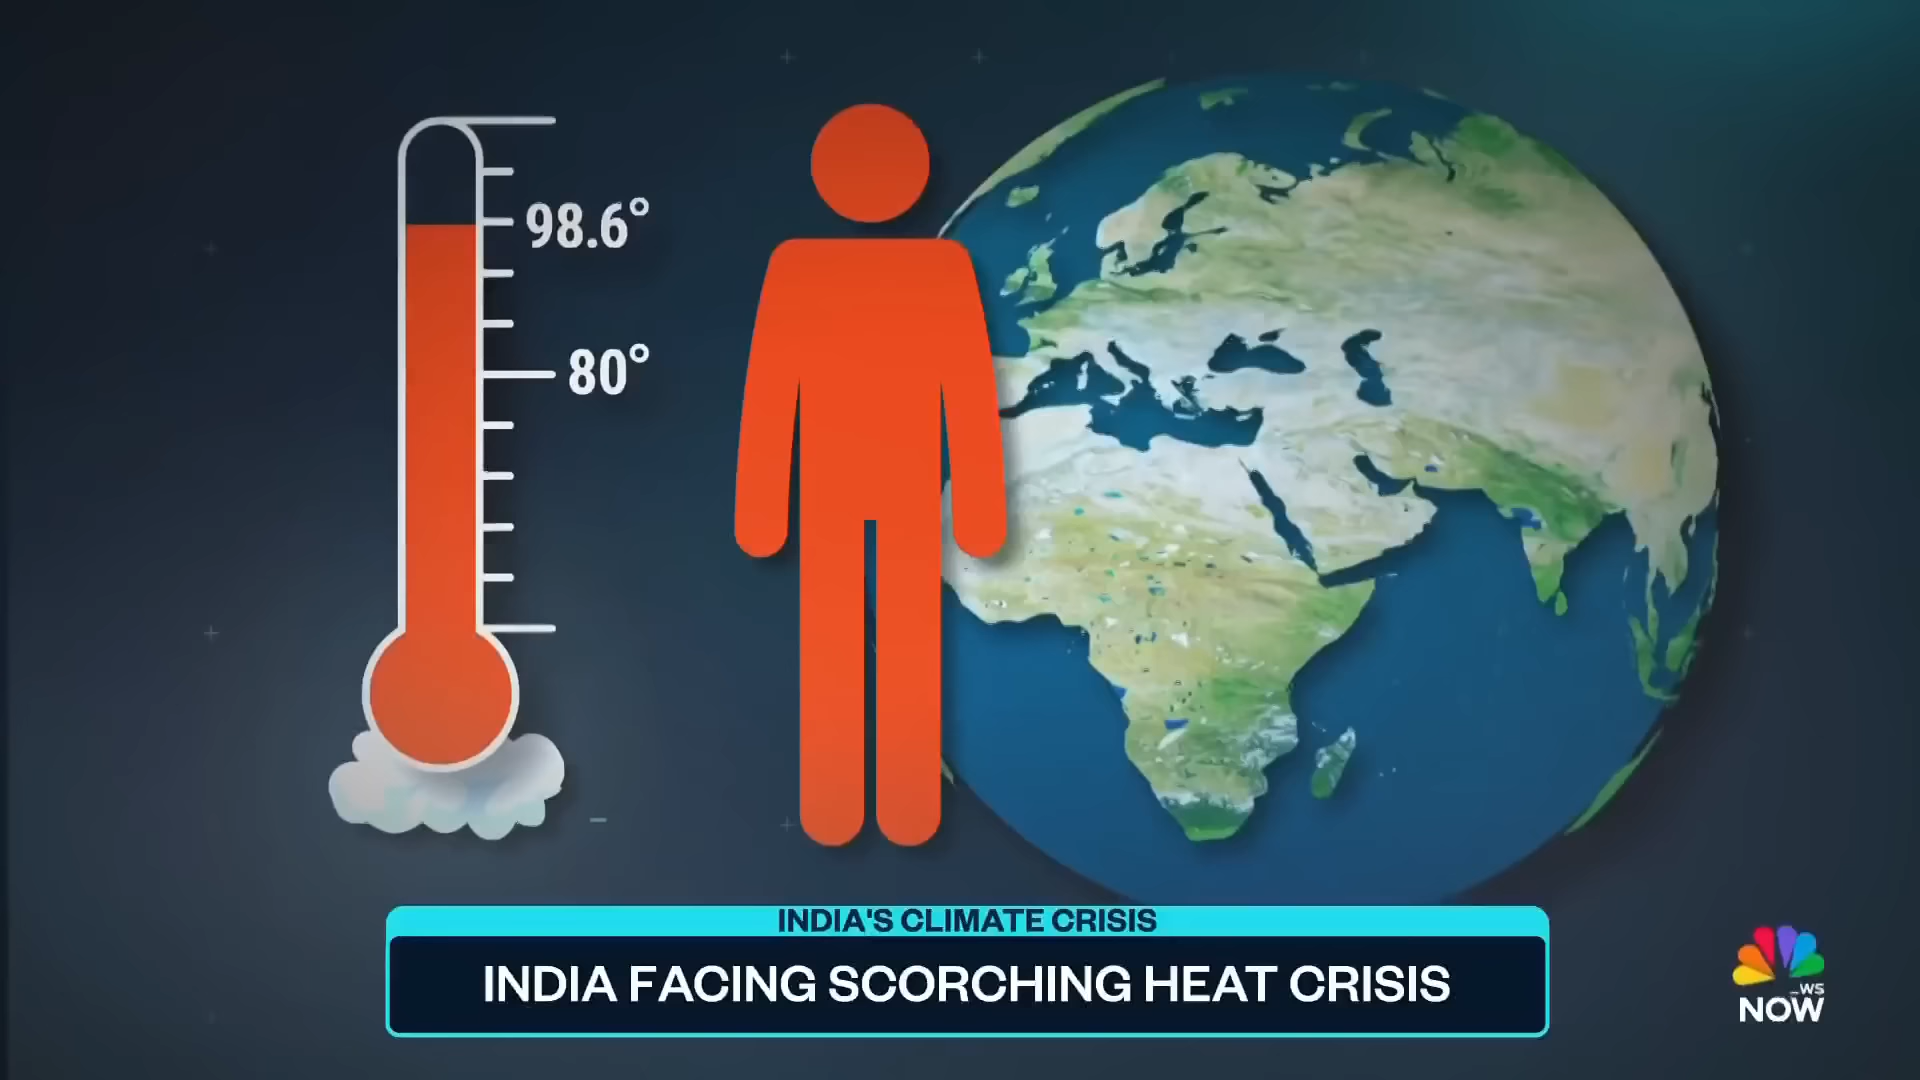 98.6°
80°
INDIA'S CLIMATE CRISIS
INDIA FACING SCORCHING HEAT CRISIS
WS
NOW